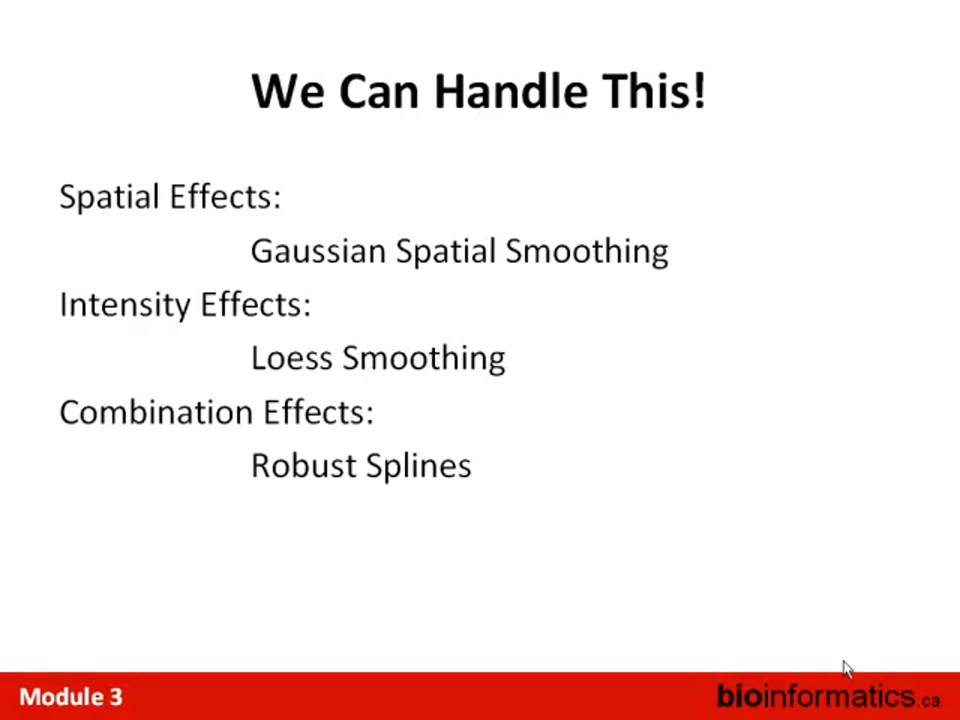 We Can Handle This!
Spatial Effects:
Gaussian Spatial Smoothing
Intensity Effects:
Loess Smoothing
Combination Effects:
Robust Splines
Module 3
bioinformatics.ca